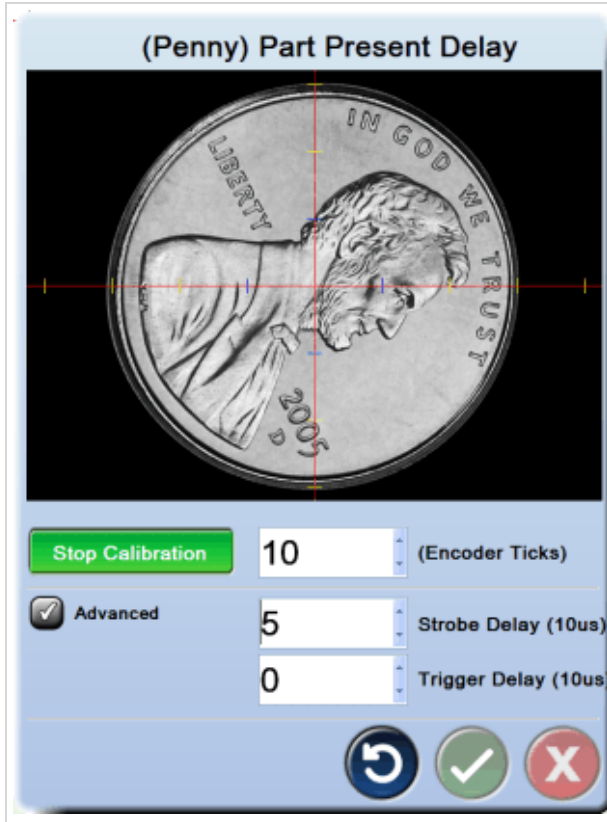 (Penny) Part Present Delay
LIBERTY
IN GOD WE TRUST
2005
D
Stop Calibration
10
(Encoder Ticks)
Advanced
5
Strobe Delay (10us)
0
Trigger Delay (10us)